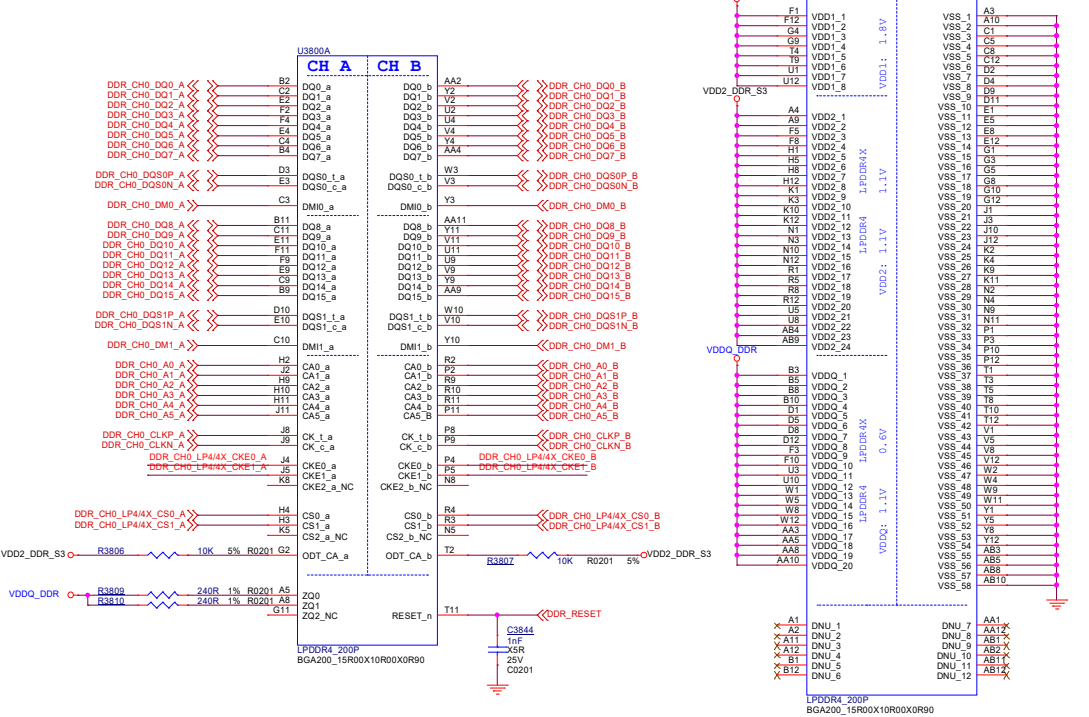 U3800A
CH A CH B
DDR_CH0_DQ0_A B2 DQ0_a DQ0_b AA2 DDR_CH0_DQ0_B
DDR_CH0_DQ1_A C2 DQ1_a DQ1_b Y2 DDR_CH0_DQ1_B
DDR_CH0_DQ2_A E2 DQ2_a DQ2_b V2 DDR_CH0_DQ2_B
DDR_CH0_DQ3_A F2 DQ3_a DQ3_b U2 DDR_CH0_DQ3_B
DDR_CH0_DQ4_A F4 DQ4_a DQ4_b U4 DDR_CH0_DQ4_B
DDR_CH0_DQ5_A E4 DQ5_a DQ5_b V4 DDR_CH0_DQ5_B
DDR_CH0_DQ6_A C4 DQ6_a DQ6_b Y4 DDR_CH0_DQ6_B
DDR_CH0_DQ7_A B4 DQ7_a DQ7_b AA4 DDR_CH0_DQ7_B
DDR_CH0_DQS0P_A D3 DQS0_t_a DQS0_t_b W3 DDR_CH0_DQS0P_B
DDR_CH0_DQS0N_A E3 DQS0_c_a DQS0_c_b V3 DDR_CH0_DQS0N_B
DDR_CH0_DM0_A C3 DMI0_a DMI0_b Y3 DDR_CH0_DM0_B
DDR_CH0_DQ8_A B11 DQ8_a DQ8_b AA11 DDR_CH0_DQ8_B
DDR_CH0_DQ9_A C11 DQ9_a DQ9_b Y11 DDR_CH0_DQ9_B
DDR_CH0_DQ10_A E11 DQ10_a DQ10_b V11 DDR_CH0_DQ10_B
DDR_CH0_DQ11_A F11 DQ11_a DQ11_b U11 DDR_CH0_DQ11_B
DDR_CH0_DQ12_A F9 DQ12_a DQ12_b U9 DDR_CH0_DQ12_B
DDR_CH0_DQ13_A E9 DQ13_a DQ13_b V9 DDR_CH0_DQ13_B
DDR_CH0_DQ14_A C9 DQ14_a DQ14_b Y9 DDR_CH0_DQ14_B
DDR_CH0_DQ15_A B9 DQ15_a DQ15_b AA9 DDR_CH0_DQ15_B
DDR_CH0_DQS1P_A D10 DQS1_t_a DQS1_t_b W10 DDR_CH0_DQS1P_B
DDR_CH0_DQS1N_A E10 DQS1_c_a DQS1_c_b V10 DDR_CH0_DQS1N_B
DDR_CH0_DM1_A C10 DMI1_a DMI1_b Y10 DDR_CH0_DM1_B
DDR_CH0_A0_A H2 CA0_a CA0_b R2 DDR_CH0_A0_B
DDR_CH0_A1_A J2 CA1_a CA1_b P2 DDR_CH0_A1_B
DDR_CH0_A2_A H9 CA2_a CA2_b R9 DDR_CH0_A2_B
DDR_CH0_A3_A H10 CA3_a CA3_b R10 DDR_CH0_A3_B
DDR_CH0_A4_A H11 CA4_a CA4_b R11 DDR_CH0_A4_B
DDR_CH0_A5_A J11 CA5_a CA5_B P11 DDR_CH0_A5_B
DDR_CH0_CLKP_A J8 CK_t_a CK_t_b P8 DDR_CH0_CLKP_B
DDR_CH0_CLKN_A J9 CK_c_a CK_c_b P9 DDR_CH0_CLKN_B
DDR_CH0_LP4/4X_CKE0_A J4 CKE0_a CKE0_b P4 DDR_CH0_LP4/4X_CKE0_B
DDR_CH0_LP4/4X_CKE1_A J5 CKE1_a CKE1_b P5 DDR_CH0_LP4/4X_CKE1_B
K8 CKE2_a_NC CKE2_b_NC N8
DDR_CH0_LP4/4X_CS0_A H4 CS0_a CS0_b R4 DDR_CH0_LP4/4X_CS0_B
DDR_CH0_LP4/4X_CS1_A H3 CS1_a CS1_b R3 DDR_CH0_LP4/4X_CS1_B
K5 CS2_a_NC CS2_b_NC N5
VDD2_DDR_S3 R3806 10K 5% R0201 G2 ODT_CA_a ODT_CA_b T2 R3807 10K R0201 5% VDD2_DDR_S3
VDDQ_DDR R3809 240R 1% R0201 A5 ZQ0
R3810 240R 1% R0201 A8 ZQ1
G11 ZQ2_NC RESET_n T11 DDR_RESET
C3844
1nF
X5R
25V
C0201
LPDDR4_200P
BGA200_15R00X10R00X0R90
F1 VDD1_1
F12 VDD1_2
G4 VDD1_3
G9 VDD1_4
T4 VDD1_5
T9 VDD1_6
U1 VDD1_7
U12 VDD1_8
VDD1: 1.8V
VDD2_DDR_S3
A4 VDD2_1
A9 VDD2_2
F5 VDD2_3
F8 VDD2_4
H1 VDD2_5
H5 VDD2_6
H8 VDD2_7
H12 VDD2_8
K1 VDD2_9
K3 VDD2_10
K10 VDD2_11
K12 VDD2_12
N1 VDD2_13
N3 VDD2_14
N10 VDD2_15
N12 VDD2_16
R1 VDD2_17
R5 VDD2_18
R8 VDD2_19
R12 VDD2_20
U5 VDD2_21
U8 VDD2_22
AB4 VDD2_23
AB9 VDD2_24
LPDDR4 LPDDR4X
VDD2: 1.1V 1.1V
VDDQ_DDR
B3 VDDQ_1
B5 VDDQ_2
B8 VDDQ_3
B10 VDDQ_4
D1 VDDQ_5
D5 VDDQ_6
D8 VDDQ_7
D12 VDDQ_8
F3 VDDQ_9
F10 VDDQ_10
U3 VDDQ_11
U10 VDDQ_12
W1 VDDQ_13
W5 VDDQ_14
W8 VDDQ_15
W12 VDDQ_16
AA3 VDDQ_17
AA5 VDDQ_18
AA8 VDDQ_19
AA10 VDDQ_20
LPDDR4 LPDDR4X
VDDQ: 1.1V 0.6V
VSS_1 A3
VSS_2 A10
VSS_3 C1
VSS_4 C5
VSS_5 C8
VSS_6 C12
VSS_7 D2
VSS_8 D4
VSS_9 D9
VSS_10 D11
VSS_11 E1
VSS_12 E5
VSS_13 E8
VSS_14 E12
VSS_15 G1
VSS_16 G3
VSS_17 G5
VSS_18 G8
VSS_19 G10
VSS_20 G12
VSS_21 J1
VSS_22 J3
VSS_23 J10
VSS_24 J12
VSS_25 K2
VSS_26 K4
VSS_27 K9
VSS_28 K11
VSS_29 N2
VSS_30 N4
VSS_31 N9
VSS_32 N11
VSS_33 P1
VSS_34 P3
VSS_35 P10
VSS_36 P12
VSS_37 T1
VSS_38 T3
VSS_39 T5
VSS_40 T8
VSS_41 T10
VSS_42 T12
VSS_43 V1
VSS_44 V5
VSS_45 V8
VSS_46 V12
VSS_47 W2
VSS_48 W4
VSS_49 W9
VSS_50 W11
VSS_51 Y1
VSS_52 Y5
VSS_53 Y8
VSS_54 Y12
VSS_55 AB3
VSS_56 AB5
VSS_57 AB8
VSS_58 AB10
A1 DNU_1 DNU_7 AA1
A2 DNU_2 DNU_8 AA12
A11 DNU_3 DNU_9 AB1
A12 DNU_4 DNU_10 AB2
B1 DNU_5 DNU_11 AB11
B12 DNU_6 DNU_12 AB12
LPDDR4_200P
BGA200_15R00X10R00X0R90